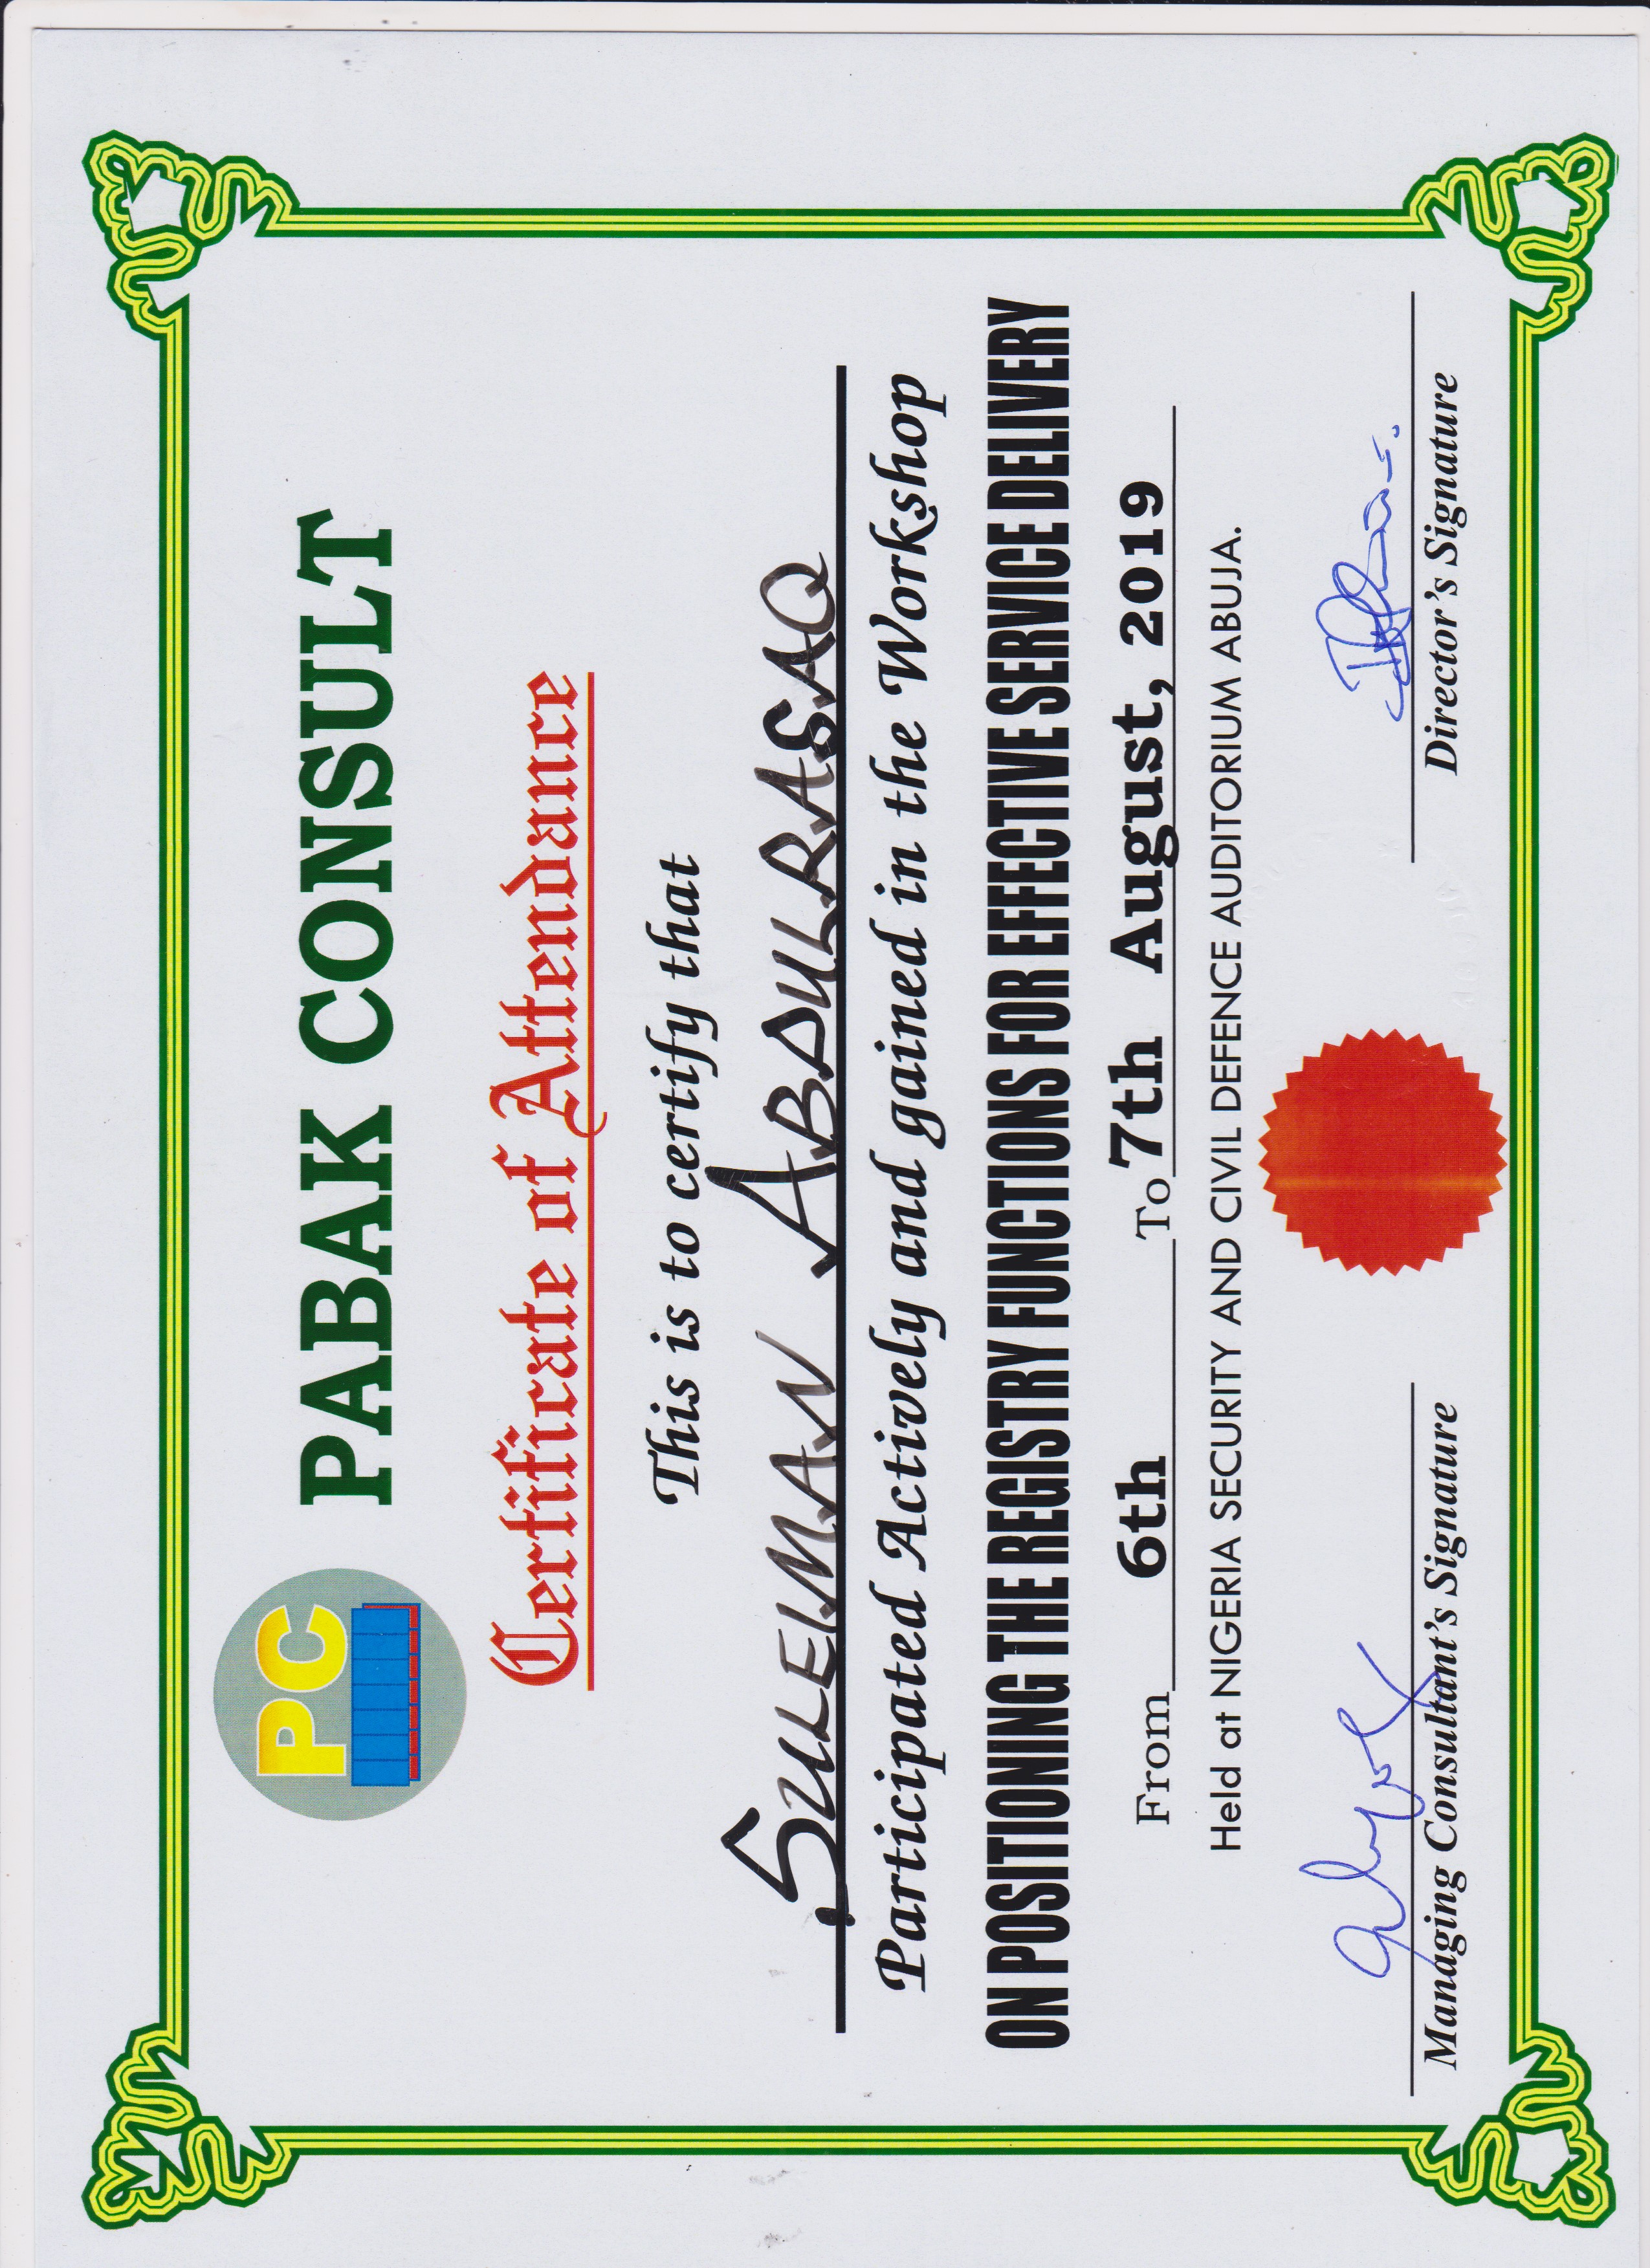 PC
PABAK CONSULT
Certificate of Attendance
This is to certify that
SULEIMAN ABDULRASAQ
Participated Actively and gained in the Workshop
ON POSITIONING THE REGISTRY FUNCTIONS FOR EFFECTIVE SERVICE DELIVERY
From 6th To 7th August, 2019
Held at NIGERIA SECURITY AND CIVIL DEFENCE AUDITORIUM ABUJA.
Managing Consultant's Signature
Director's Signature